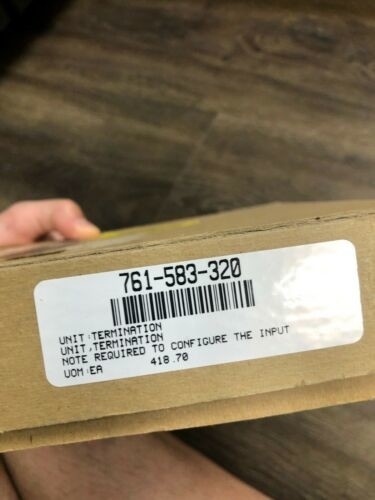 761-583-320
UNIT:TERMINATION
UNIT,TERMINATION
NOTE REQUIRED TO CONFIGURE THE INPUT
UOM:EA 418.70